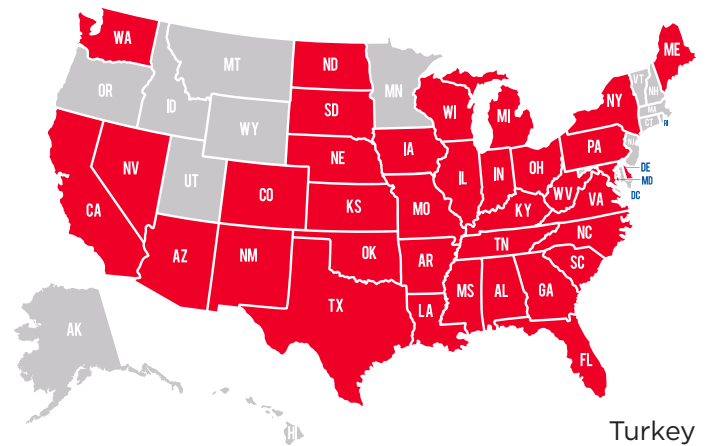 WA
MT
ND
MN
ME
VT
NH
OR
ID
SD
WI
MI
NY
MA
CT
RI
WY
NE
IA
PA
NJ
NV
UT
CO
IL
IN
OH
DE
MD
DC
CA
KS
MO
KY
WV
VA
AZ
NM
OK
AR
TN
NC
SC
TX
LA
MS
AL
GA
AK
FL
HI
Turkey